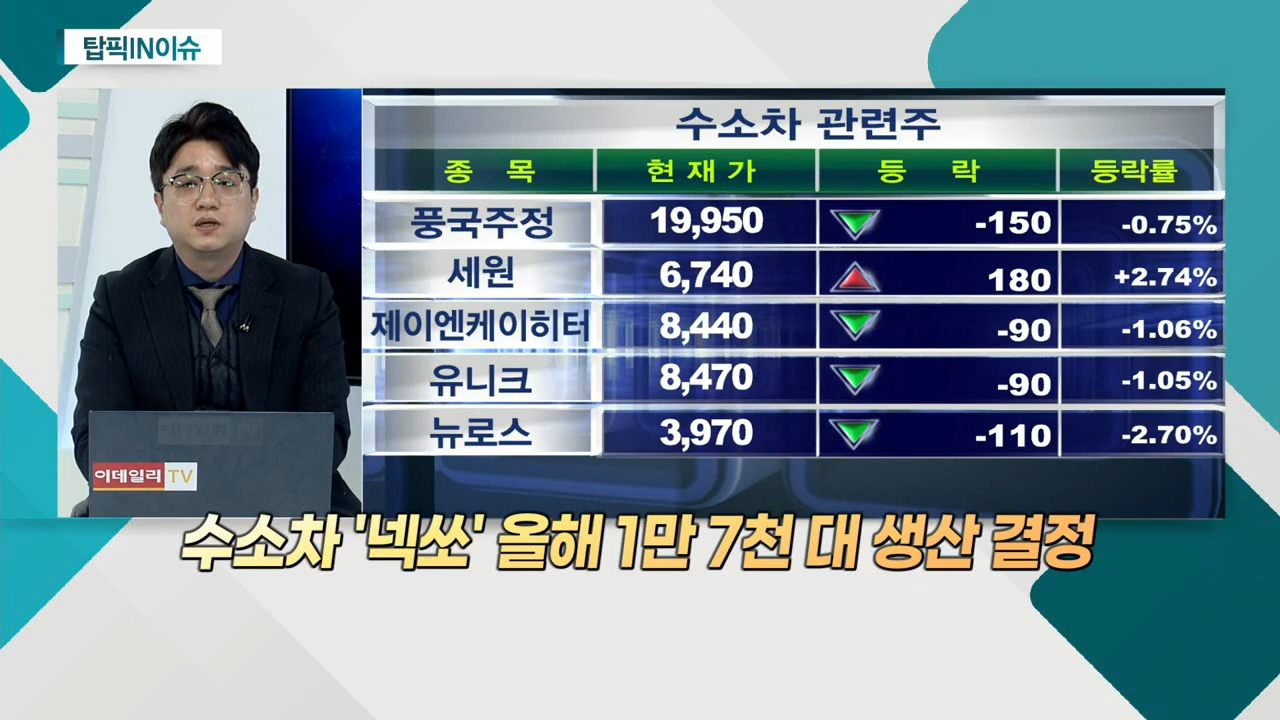 탑픽IN이슈
수소차 관련주
종 목 현 재 가 등 락 등락률
풍국주정 19,950 -150 -0.75%
세원 6,740 180 +2.74%
제이엔케이히터 8,440 -90 -1.06%
유니크 8,470 -90 -1.05%
뉴로스 3,970 -110 -2.70%
이데일리 TV
수소차 '넥쏘' 올해 1만 7천 대 생산 결정